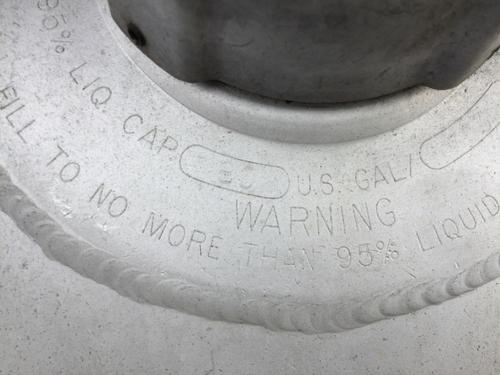 95% LIQ. CAP. U.S. GAL/
WARNING
FILL TO NO MORE THAN 95% LIQUID